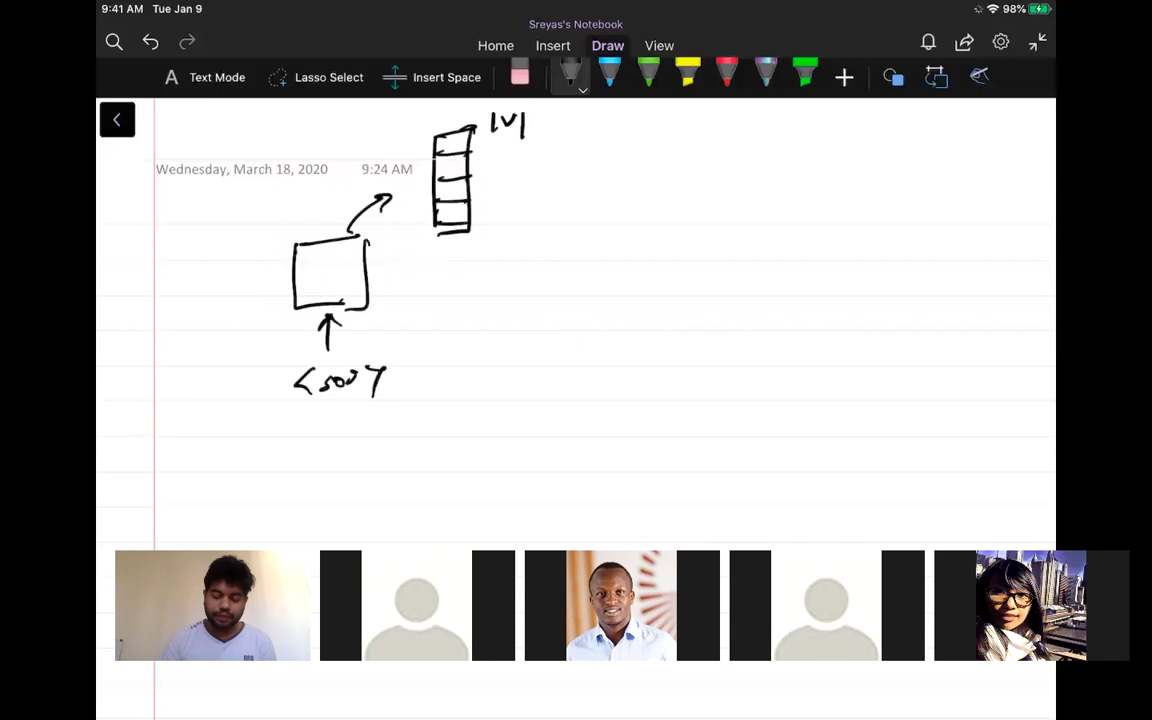 9:41 AM Tue Jan 9
98%
Sreyas's Notebook
Home Insert Draw View
A Text Mode Lasso Select Insert Space
|V|
Wednesday, March 18, 2020 9:24 AM